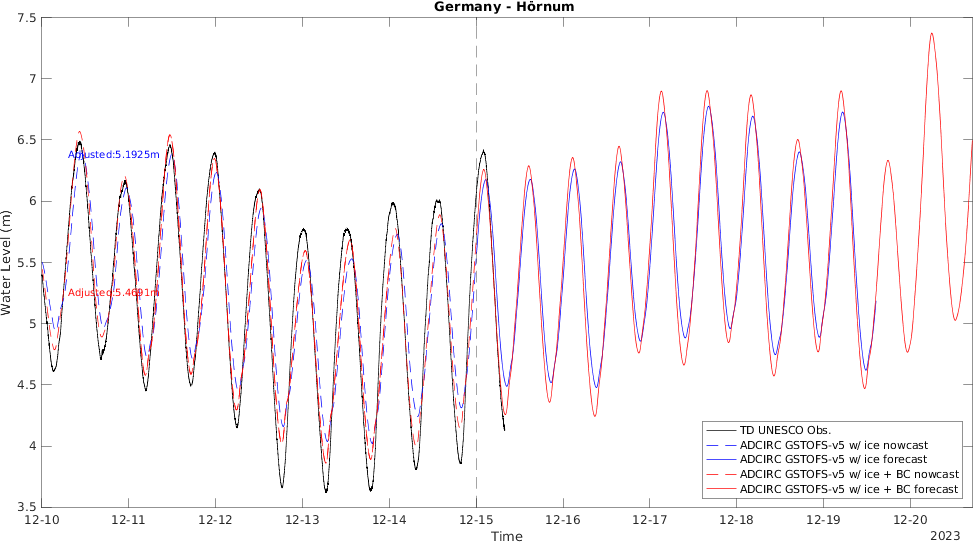 Germany - Hörnum
7.5
7
6.5
6
5.5
5
4.5
4
3.5
Water Level (m)
Adjusted:5.1925m
Adjusted:5.4691m
TD UNESCO Obs.
ADCIRC GSTOFS-v5 w/ ice nowcast
ADCIRC GSTOFS-v5 w/ ice forecast
ADCIRC GSTOFS-v5 w/ ice + BC nowcast
ADCIRC GSTOFS-v5 w/ ice + BC forecast
12-10 12-11 12-12 12-13 12-14 12-15 12-16 12-17 12-18 12-19 12-20
Time
2023